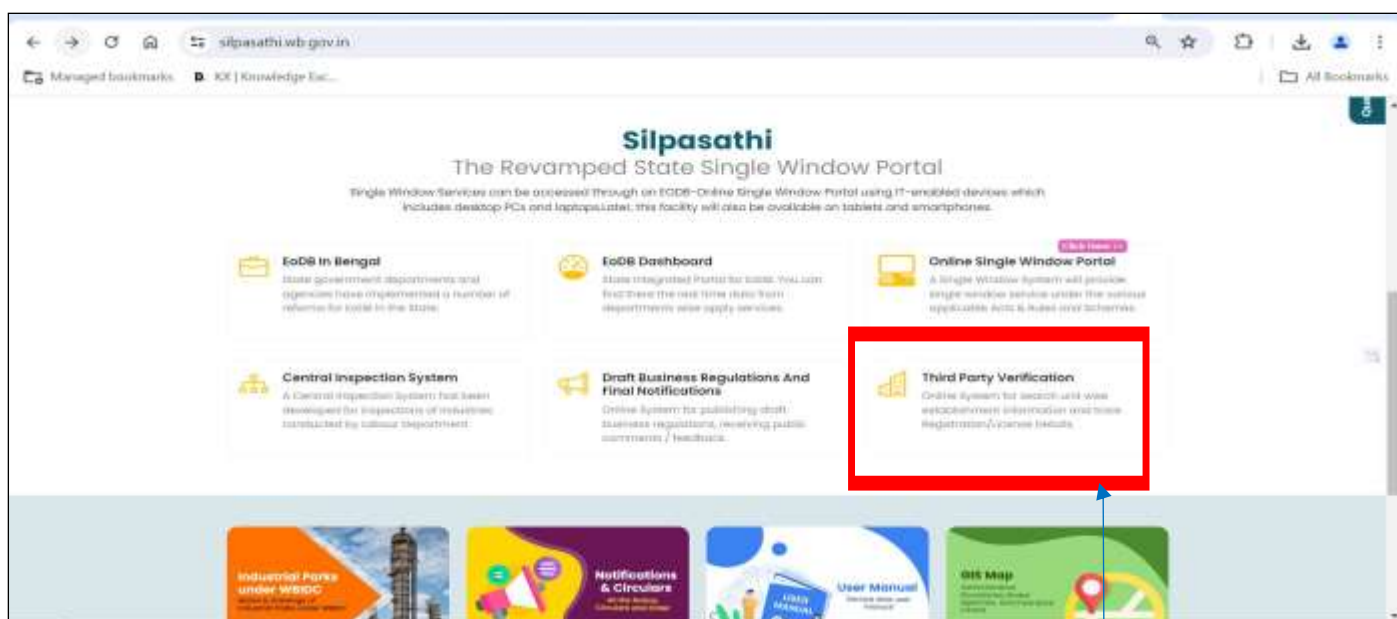 silpasathi.wb.gov.in
Managed bookmarks
KX | Knowledge Exc...
All Bookmarks
Qui
Silpasathi
The Revamped State Single Window Portal
Single Window Services can be accessed through an EODB-Online Single Window Portal using IT-enabled devices which
includes desktop PCs and laptops.Later, this facility will also be available on tablets and smartphones.
EoDB In Bengal
State government departments and
agencies have implemented a number of
reforms for EoDB in the State.
EoDB Dashboard
State Integrated Portal for EoDB. You can
find there the real time data from
departments wise apply services.
Click Here >>
Online Single Window Portal
A Single Window System will provide
single window service under the various
applicable Acts & Rules and Schemes.
Central Inspection System
A Central Inspection System has been
developed for inspections of industries
conducted by Labour Department.
Draft Business Regulations And
Final Notifications
Online System for publishing draft
business regulations, receiving public
comments / feedback.
Third Party Verification
Online System for search unit wise
establishment information and trace
Registration/License Details.
Industrial Parks
under WBIDC
Notifications
& Circulars
USER
MANUAL
User Manual
GIS Map